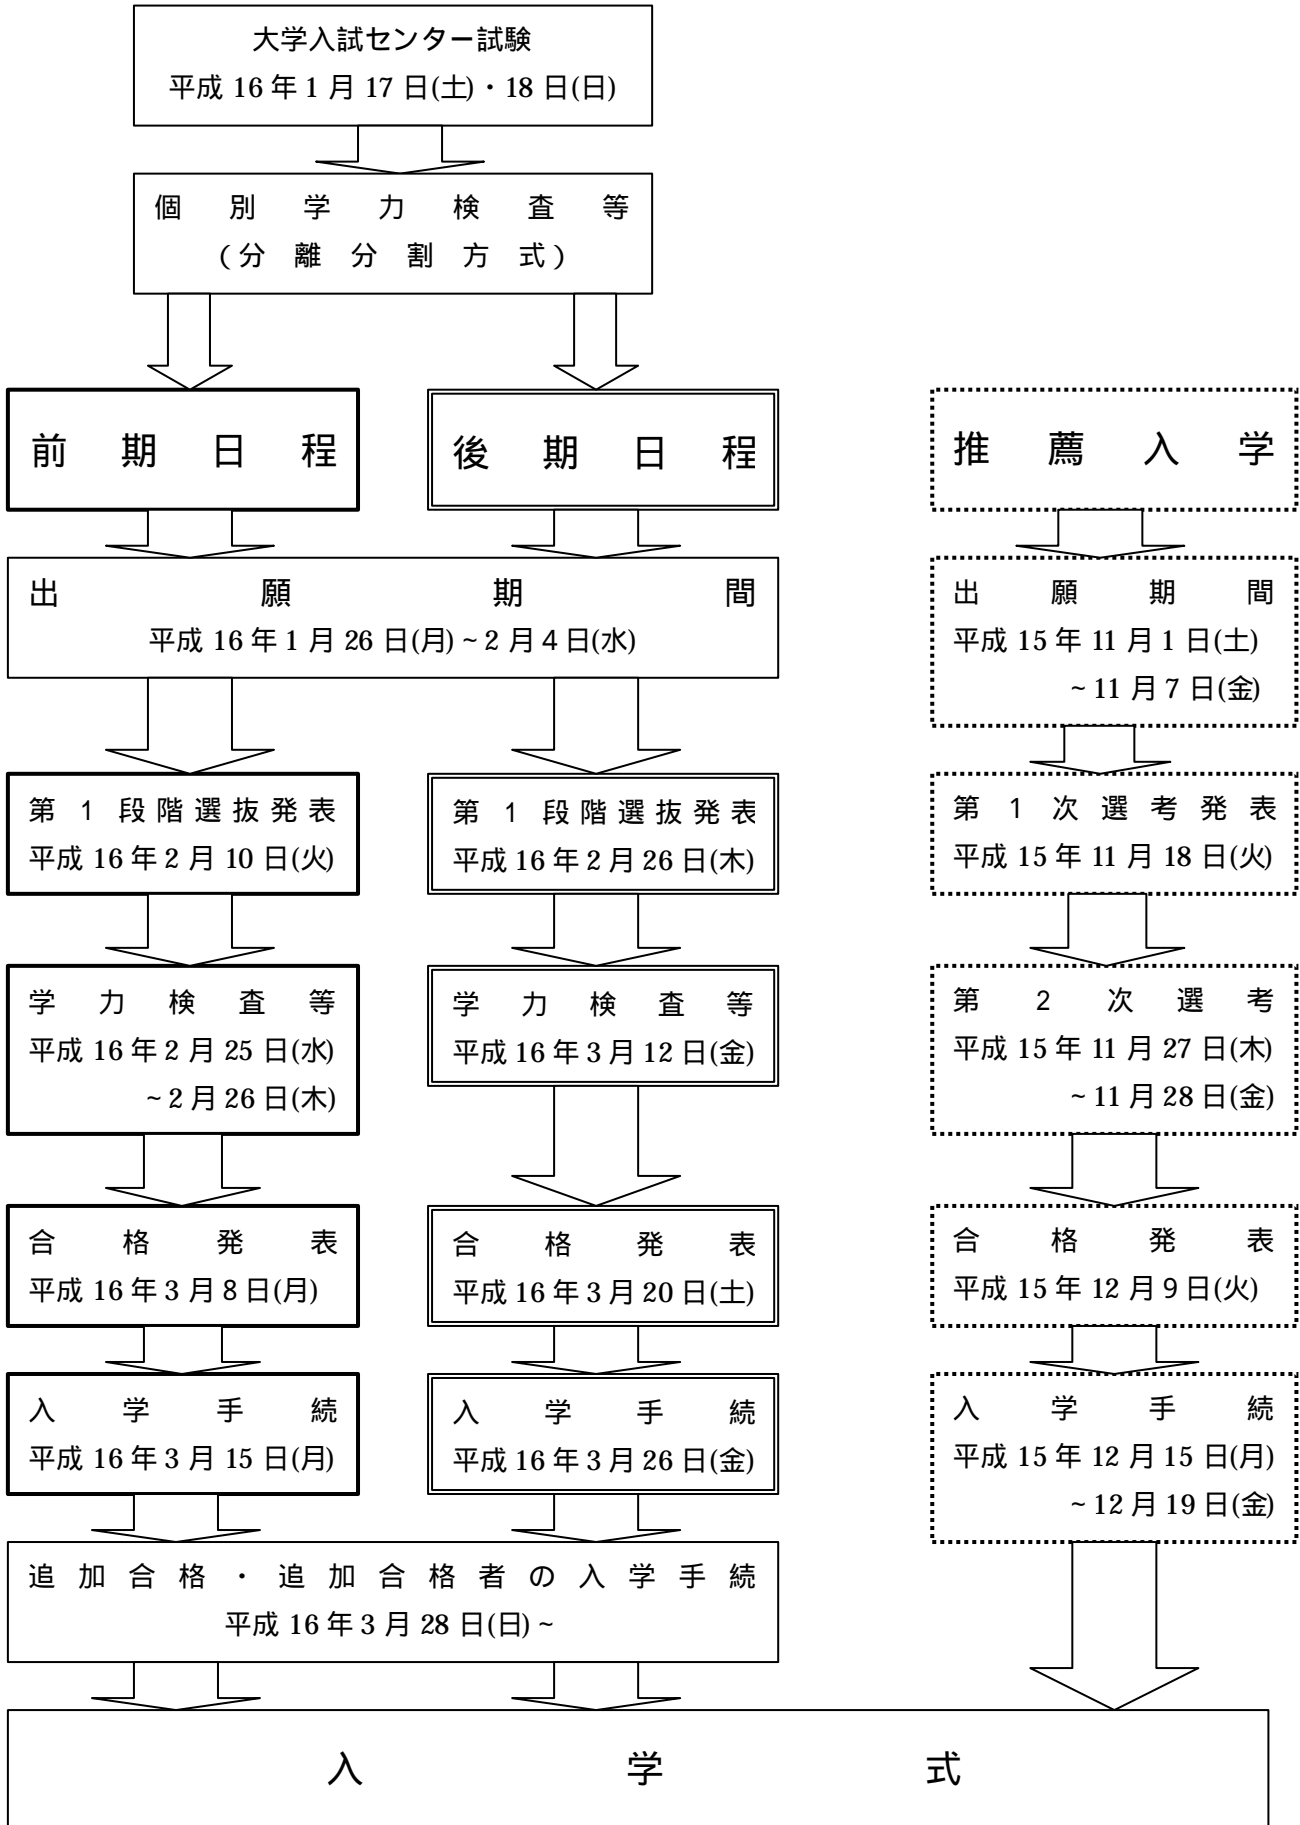 大学入試センター試験
平成 16 年 1 月 17 日(土)・18 日(日)
個別学力検査等
(分離分割方式)
前期日程
後期日程
推薦入学
出願期間
平成 16 年 1 月 26 日(月) ~ 2 月 4 日(水)
出願期間
平成 15 年 11 月 1 日(土)
~ 11 月 7 日(金)
第1段階選抜発表
平成 16 年 2 月 10 日(火)
第1段階選抜発表
平成 16 年 2 月 26 日(木)
第1次選考発表
平成 15 年 11 月 18 日(火)
学力検査等
平成 16 年 2 月 25 日(水)
~ 2 月 26 日(木)
学力検査等
平成 16 年 3 月 12 日(金)
第2次選考
平成 15 年 11 月 27 日(木)
~ 11 月 28 日(金)
合格発表
平成 16 年 3 月 8 日(月)
合格発表
平成 16 年 3 月 20 日(土)
合格発表
平成 15 年 12 月 9 日(火)
入学手続
平成 16 年 3 月 15 日(月)
入学手続
平成 16 年 3 月 26 日(金)
入学手続
平成 15 年 12 月 15 日(月)
~ 12 月 19 日(金)
追加合格・追加合格者の入学手続
平成 16 年 3 月 28 日(日) ~
入学式